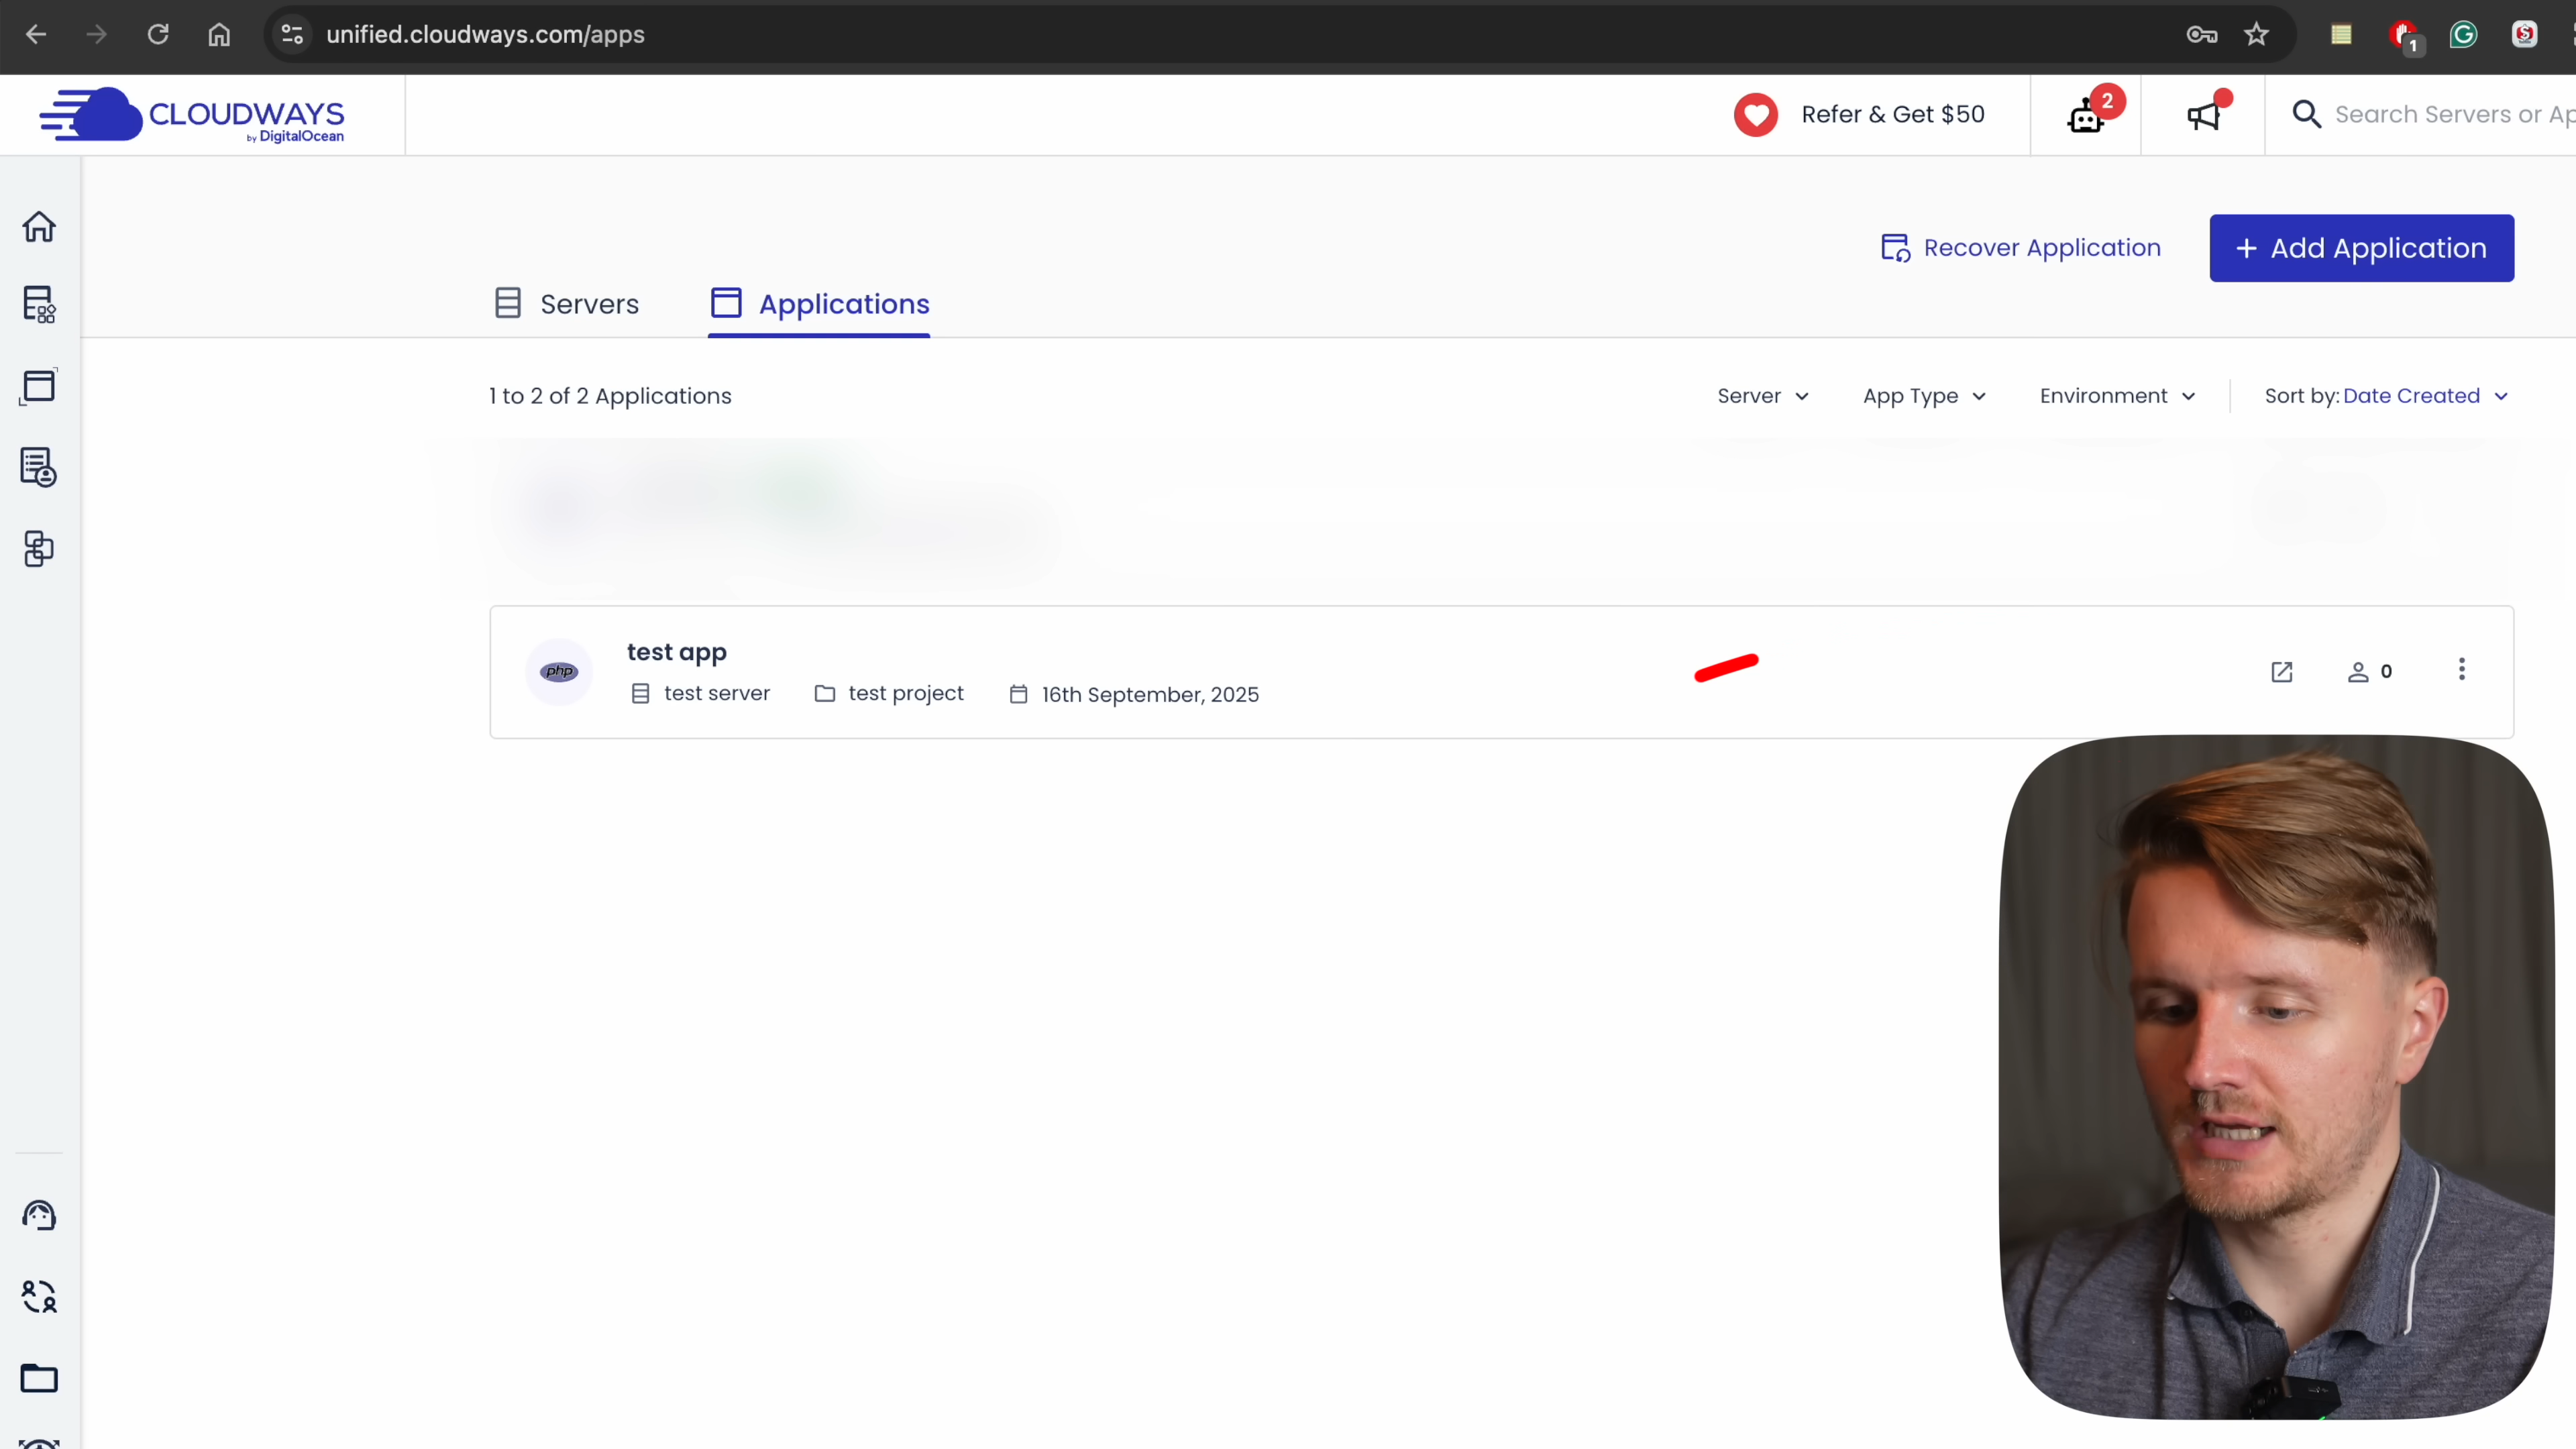 unified.cloudways.com/apps
1
CLOUDWAYS
by DigitalOcean
Refer & Get $50
2
Search Servers or Ap
Recover Application
+ Add Application
Servers
Applications
1 to 2 of 2 Applications
Server
App Type
Environment
Sort by: Date Created
php
test app
test server
test project
16th September, 2025
0